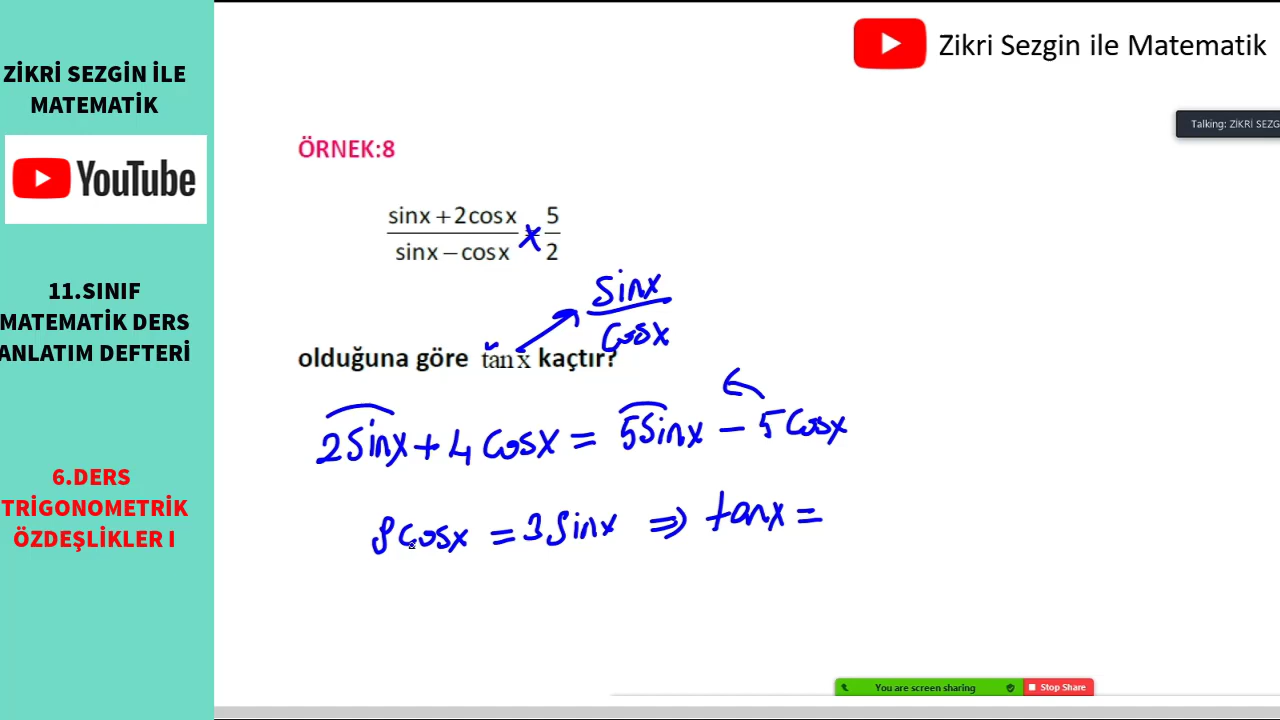 ZİKRİ SEZGİN İLE
MATEMATİK
YouTube
11.SINIF
MATEMATİK DERS
ANLATIM DEFTERİ
6.DERS
TRİGONOMETRİK
ÖZDEŞLİKLER I
Zikri Sezgin ile Matematik
Talking: ZİKRİ SEZG
ÖRNEK:8
sinx + 2cosx
sinx − cosx
=
5
2
sinx
cosx
olduğuna göre tanx kaçtır?
2sinx + 4cosx = 5sinx − 5cosx
9cosx = 3sinx ⇒ tanx =
You are screen sharing
Stop Share